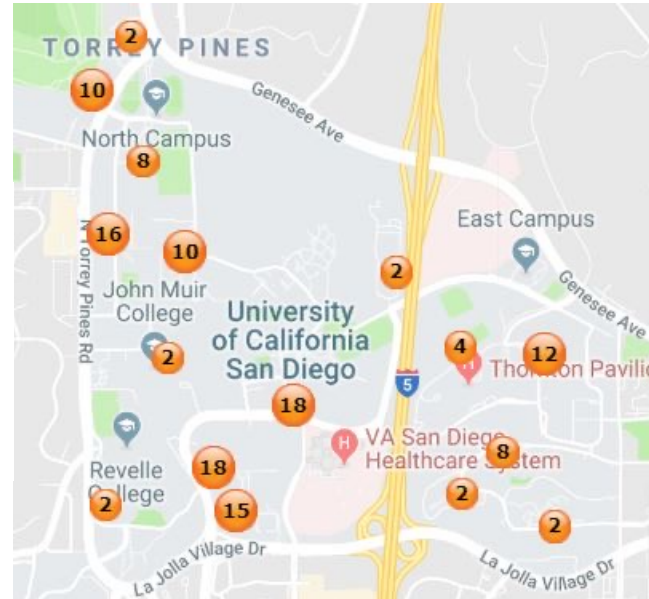 2
TORREY PINES
10
Genesee Ave
North Campus
8
16
N Torrey Pines Rd
10
East Campus
2
Genesee Ave
John Muir
College
University
of California
San Diego
2
4
12
H
Thornton Pavilio
5
18
H
VA San Diego
Healthcare System
8
Revelle
College
18
2
15
2
2
La Jolla Village Dr
La Jolla Village Dr